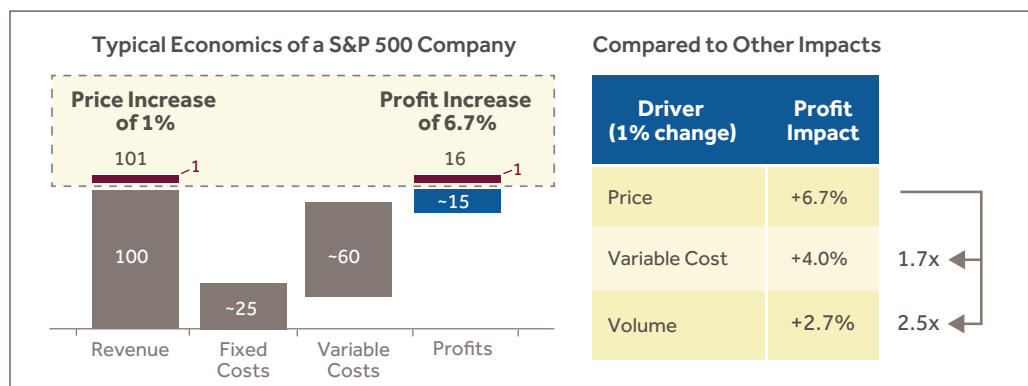 Typical Economics of a S&P 500 Company
Price Increase
of 1%
Profit Increase
of 6.7%
101
1
16
1
100
~25
~60
~15
Revenue
Fixed
Costs
Variable
Costs
Profits
Compared to Other Impacts
Driver
(1% change)
Profit
Impact
Price
+6.7%
Variable Cost
+4.0%
1.7x
Volume
+2.7%
2.5x